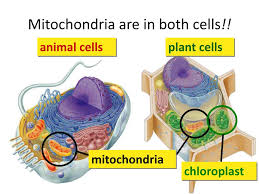 Mitochondria are in both cells!!
animal cells
plant cells
mitochondria
chloroplast